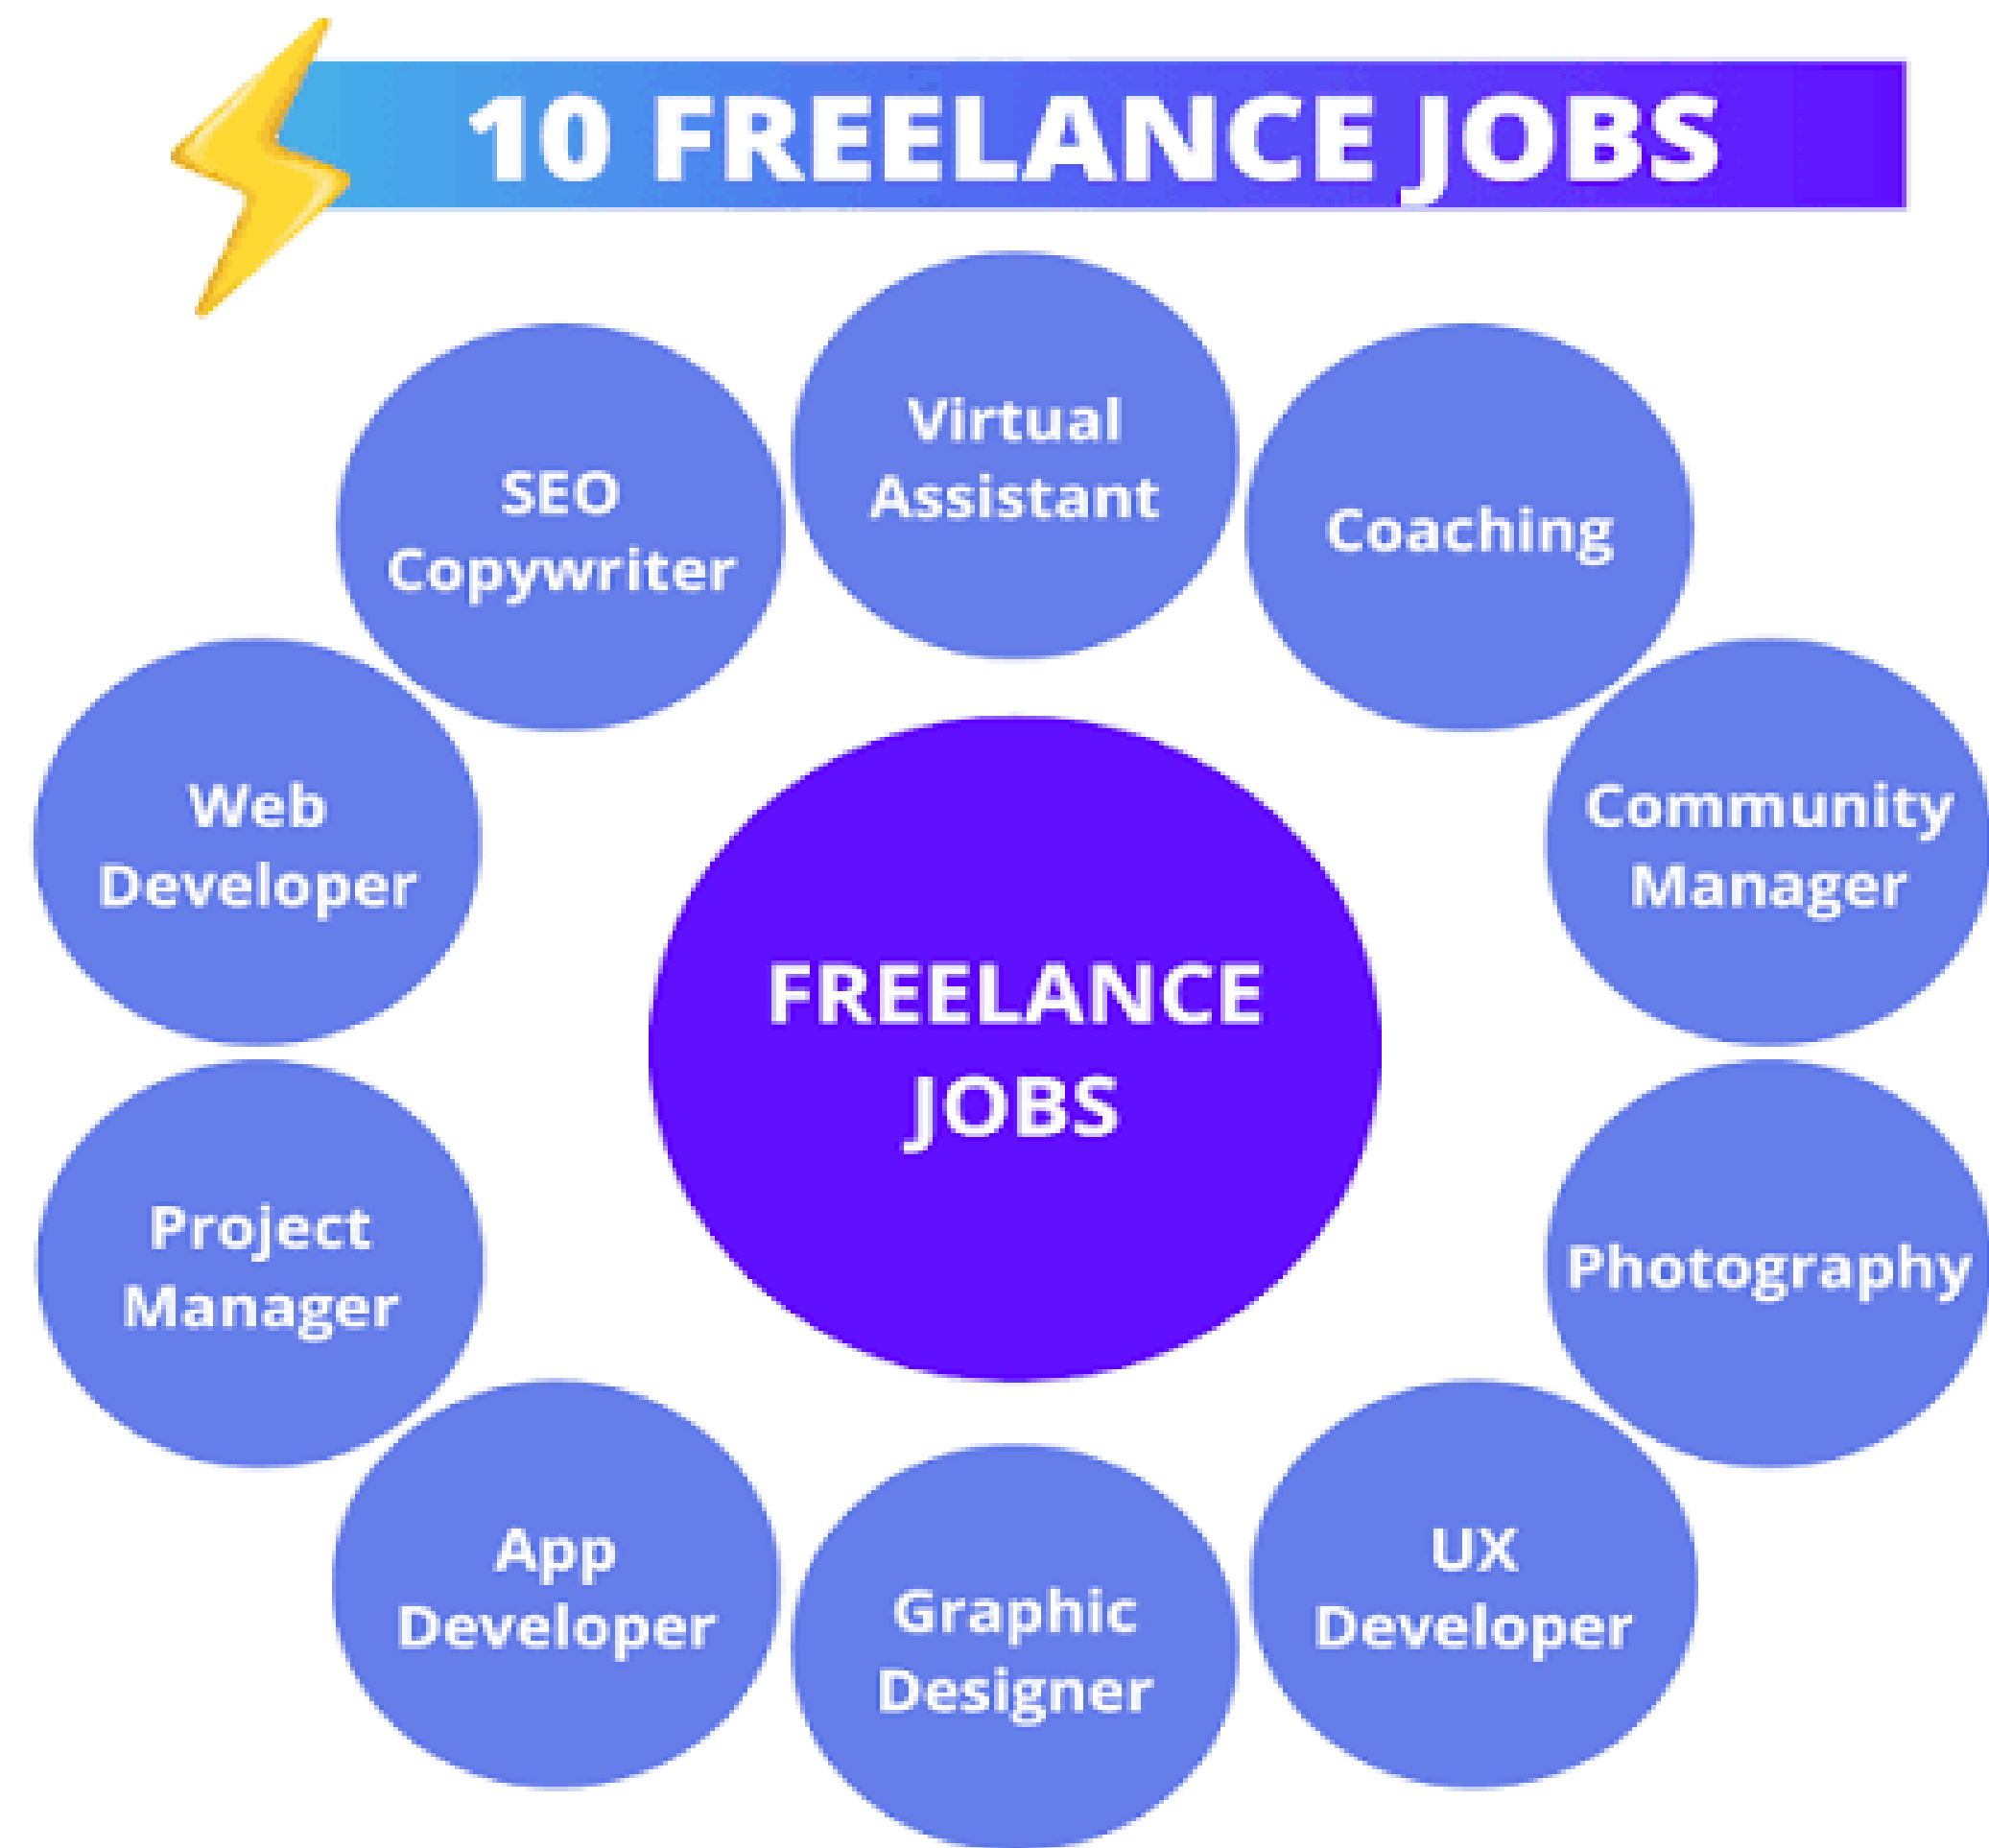 10 FREELANCE JOBS
Virtual
Assistant
SEO
Copywriter
Coaching
Web
Developer
Community
Manager
FREELANCE
JOBS
Project
Manager
Photography
App
Developer
Graphic
Designer
UX
Developer